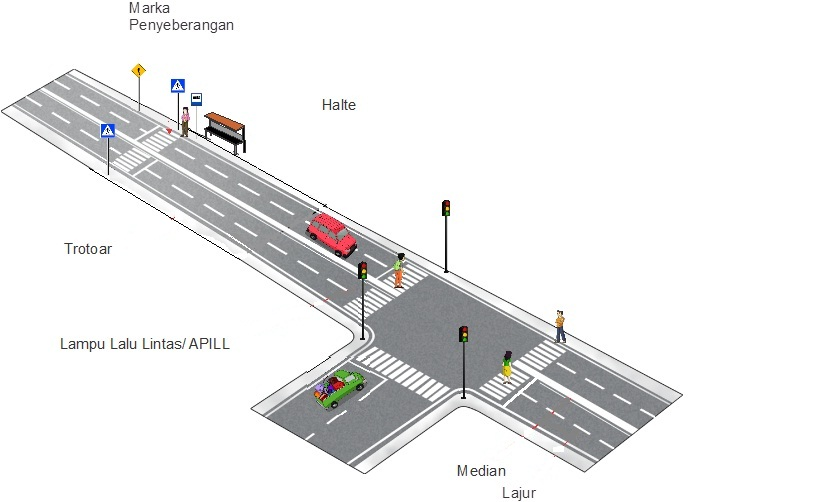 Marka
Penyeberangan
Halte
Trotoar
Lampu Lalu Lintas/ APILL
Median
Lajur